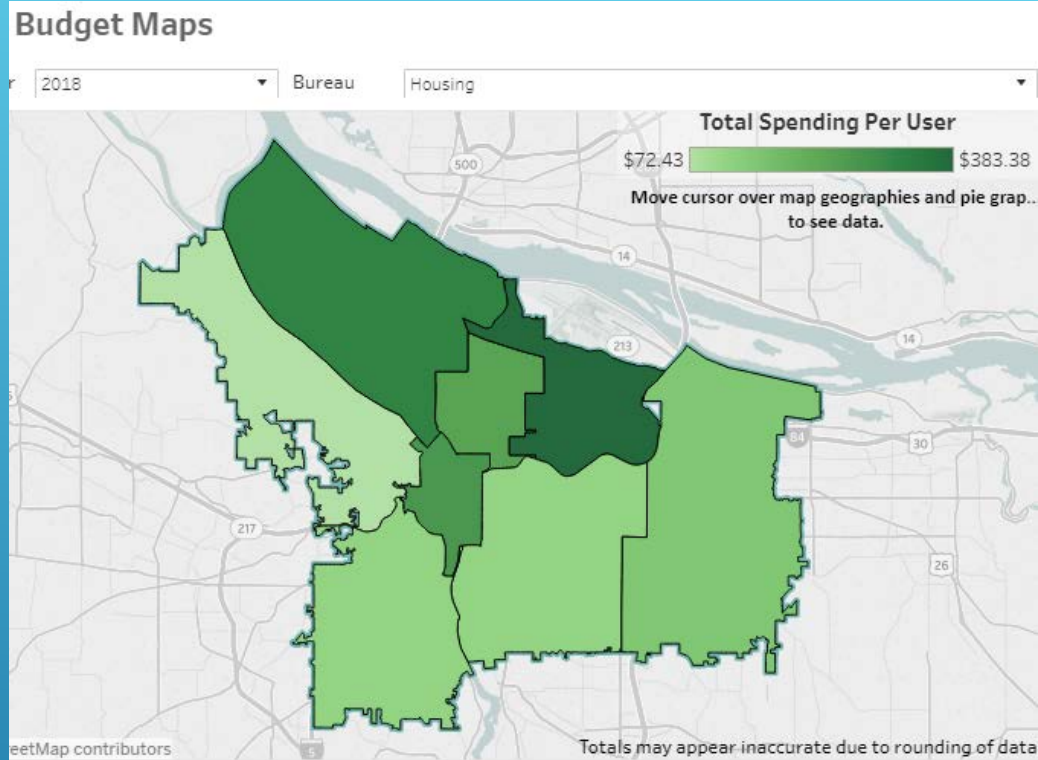 Budget Maps
r 2018 Bureau Housing
Total Spending Per User
$72.43 $383.38
Move cursor over map geographies and pie grap..
to see data.
500
14
213
14
84
30
217
26
5
reetMap contributors
Totals may appear inaccurate due to rounding of data